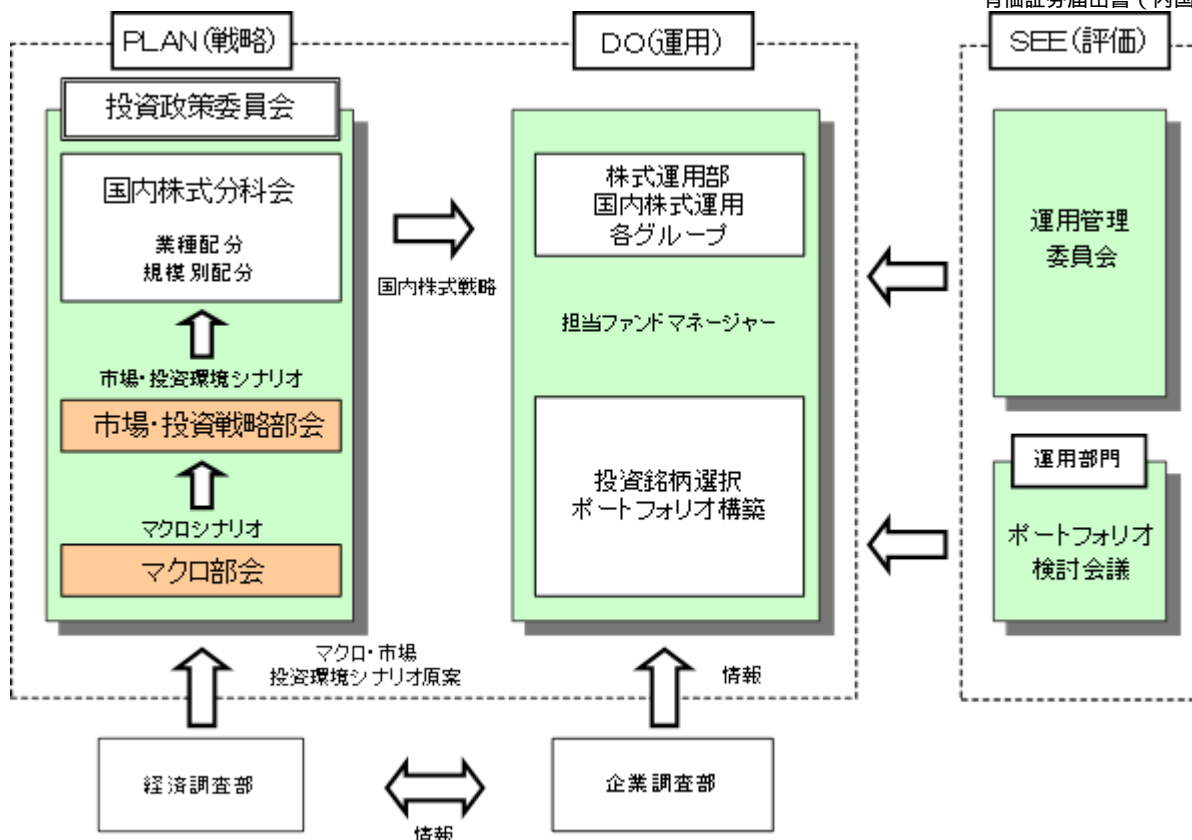 有価証券届出書(内国
PLAN(戦略)
DO(運用)
SEE(評価)
投資政策委員会
国内株式分科会
業種配分
規模別配分
市場・投資環境シナリオ
市場・投資戦略部会
マクロシナリオ
マクロ部会
国内株式戦略
株式運用部
国内株式運用
各グループ
担当ファンドマネージャー
投資銘柄選択
ポートフォリオ構築
運用管理
委員会
運用部門
ポートフォリオ
検討会議
マクロ・市場
投資環境シナリオ原案
情報
経済調査部
企業調査部
情報